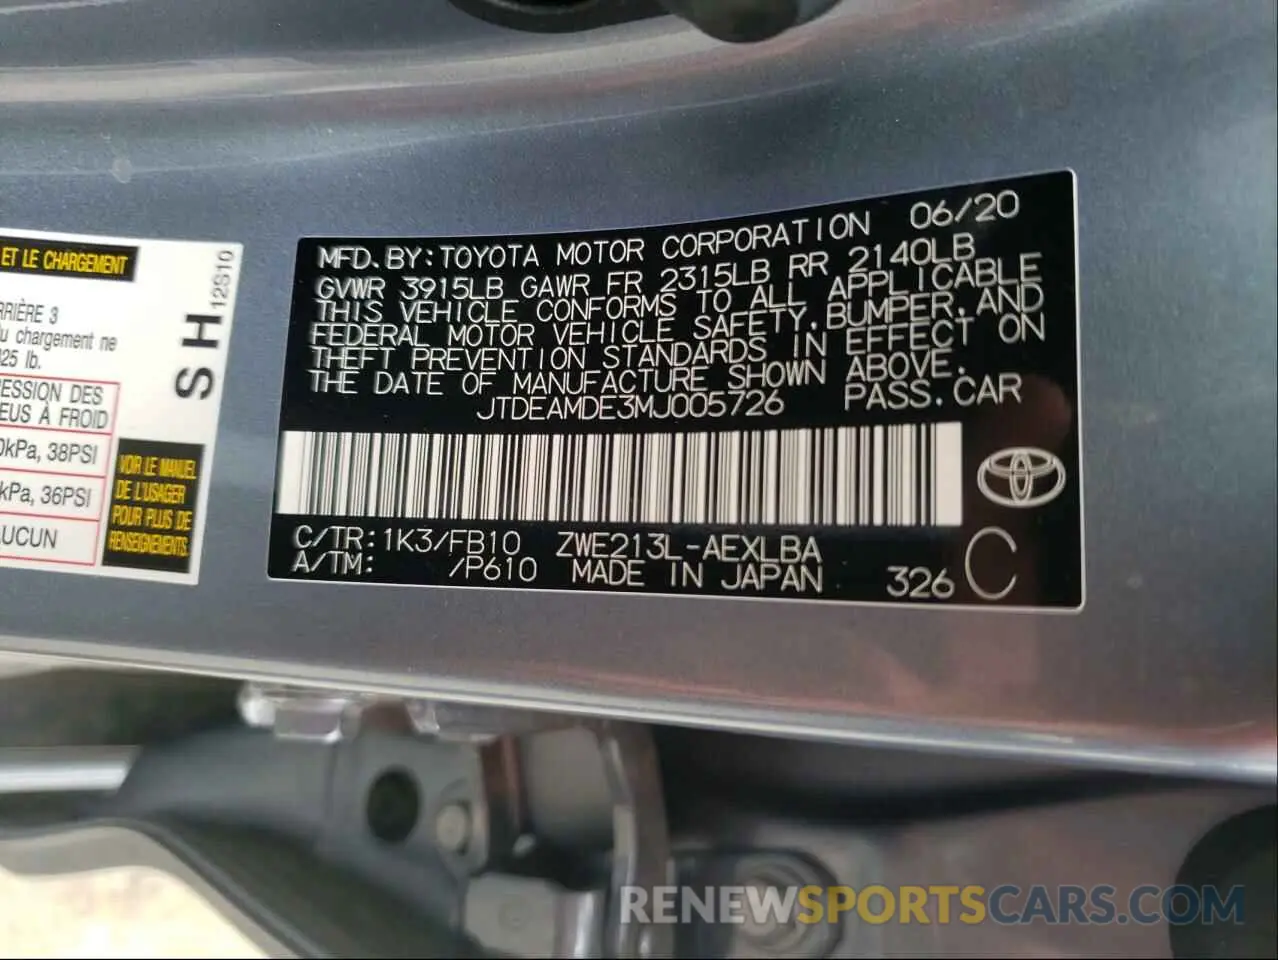 ET LE CHARGEMENT
RRIÈRE 3
u chargement ne
25 lb.
RESSION DES
EUS À FROID
0kPa, 38PSI
kPa, 36PSI
AUCUN
VOIR LE MANUEL
DE L'USAGER
POUR PLUS DE
RENSEIGNEMENTS
SH 12S10
MFD. BY: TOYOTA MOTOR CORPORATION 06/20
GVWR 3915LB GAWR FR 2315LB RR 2140LB
THIS VEHICLE CONFORMS TO ALL APPLICABLE
FEDERAL MOTOR VEHICLE SAFETY, BUMPER, AND
THEFT PREVENTION STANDARDS IN EFFECT ON
THE DATE OF MANUFACTURE SHOWN ABOVE.
JTDEAMDE3MJ005726 PASS. CAR
C/TR: 1K3/FB10 ZWE213L-AEXLBA
A/TM: /P610 MADE IN JAPAN 326 C
RENEWSPORTSCARS.COM